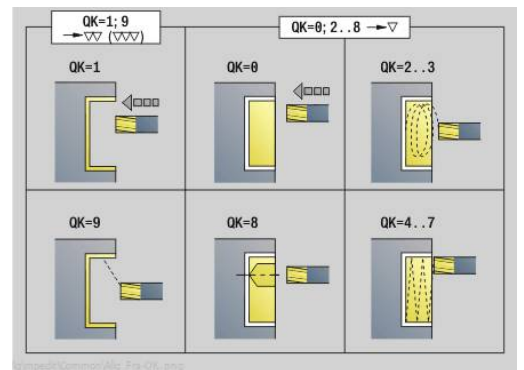 QK=1; 9
→▽▽ (▽▽▽)
QK=0; 2..8 →▽
QK=1
QK=0
QK=2..3
QK=9
QK=8
QK=4..7